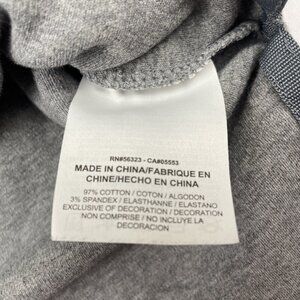 RN#56323 - CA#05553
MADE IN CHINA/FABRIQUE EN
CHINE/HECHO EN CHINA
97% COTTON / COTON / ALGODON
3% SPANDEX / ELASTHANNE / ELASTANO
EXCLUSIVE OF DECORATION / DECORATION
NON COMPRISE / NO INCLUYE LA
DECORACION